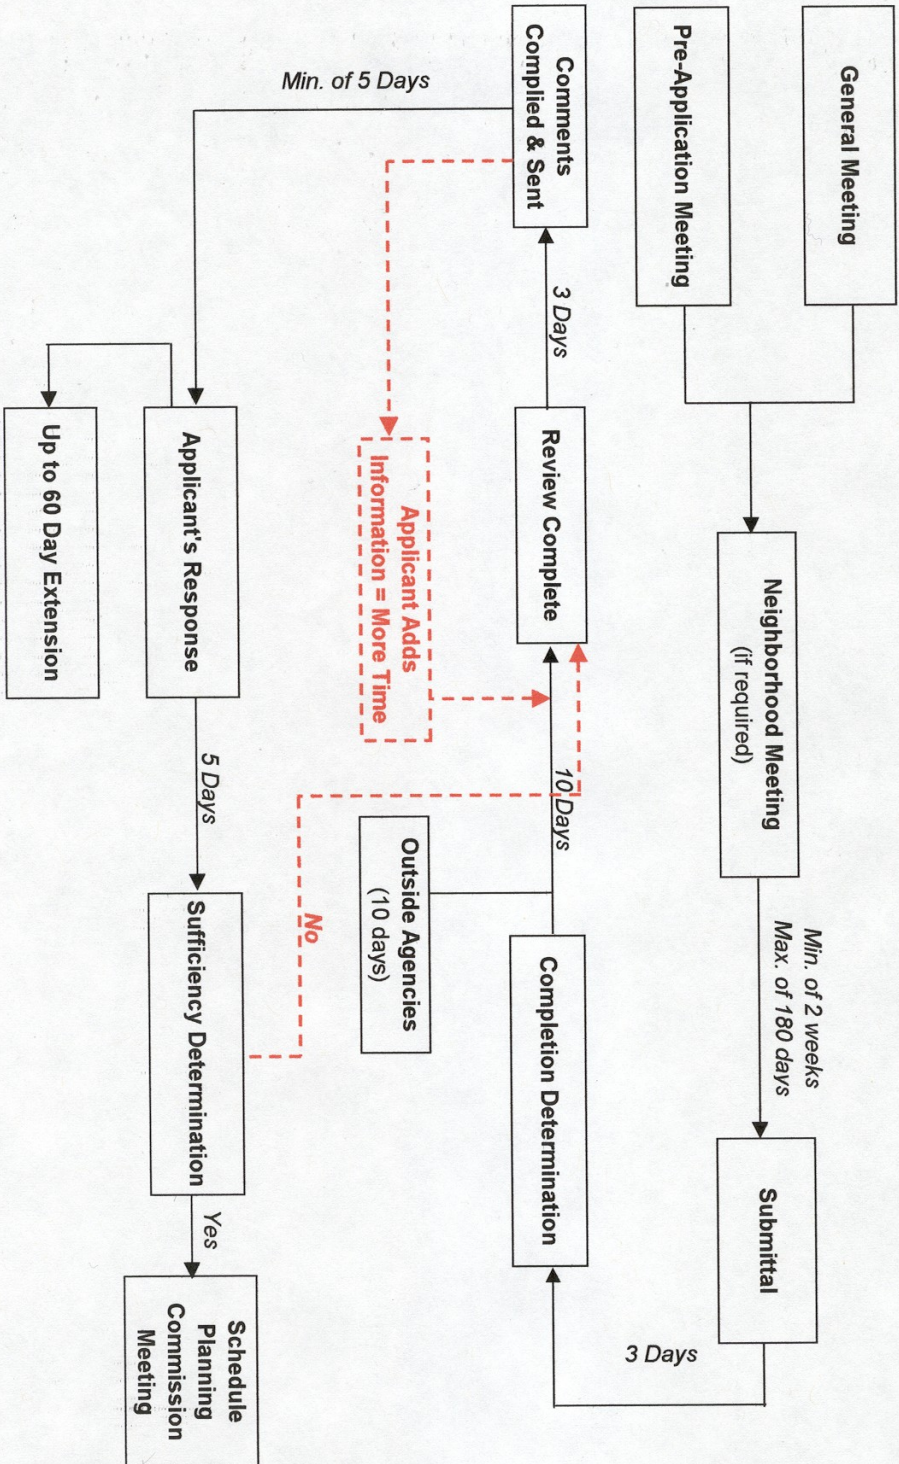 General Meeting
Pre-Application Meeting
Neighborhood Meeting
(if required)
Min. of 2 weeks
Max. of 180 days
Submittal
3 Days
Completion Determination
Outside Agencies
(10 days)
10 Days
Review Complete
3 Days
Comments
Complied & Sent
Applicant Adds
Information = More Time
Min. of 5 Days
Applicant's Response
Up to 60 Day Extension
5 Days
Sufficiency Determination
No
Yes
Schedule
Planning
Commission
Meeting